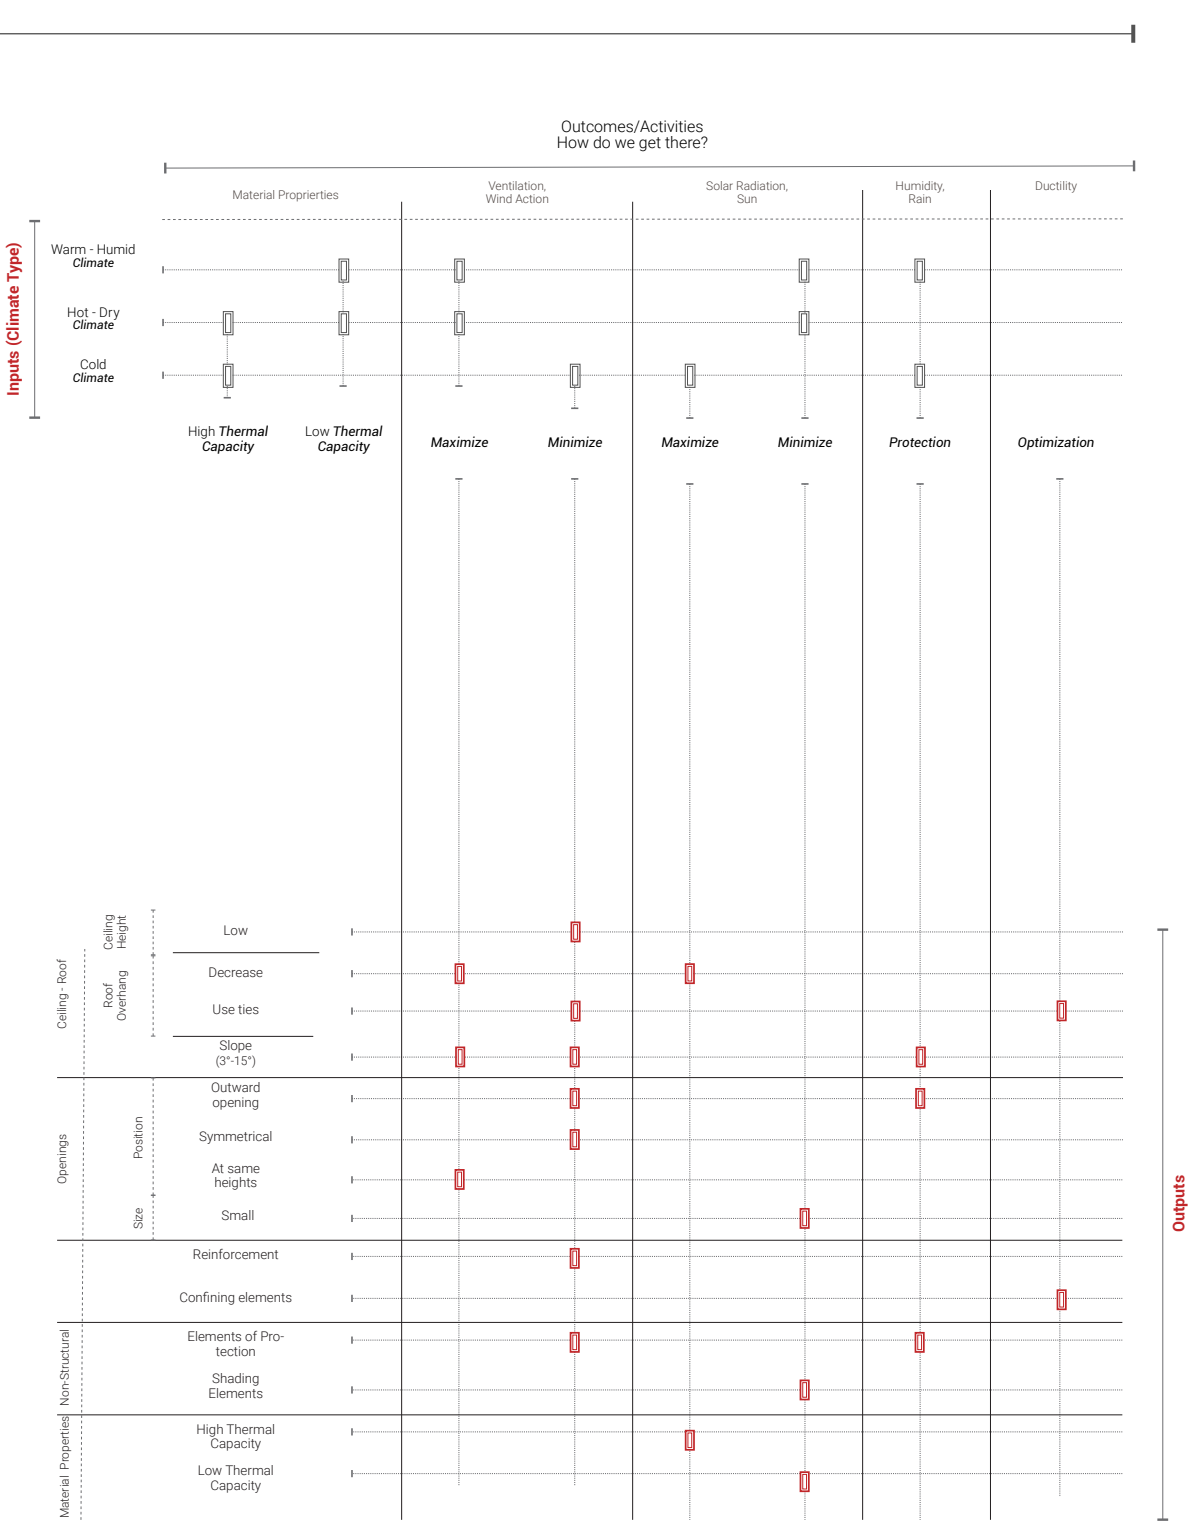 Outcomes/Activities
How do we get there?
Material Proprierties
Ventilation,
Wind Action
Solar Radiation,
Sun
Humidity,
Rain
Ductility
Inputs (Climate Type)
Warm - Humid
Climate
Hot - Dry
Climate
Cold
Climate
High Thermal
Capacity
Low Thermal
Capacity
Maximize
Minimize
Maximize
Minimize
Protection
Optimization
Ceiling - Roof
Ceiling
Height
Low
Roof
Overhang
Decrease
Use ties
Slope
(3°-15°)
Openings
Position
Outward
opening
Symmetrical
At same
heights
Size
Small
Reinforcement
Confining elements
Non-Structural
Elements of Pro-
tection
Shading
Elements
Material Properties
High Thermal
Capacity
Low Thermal
Capacity
Outputs